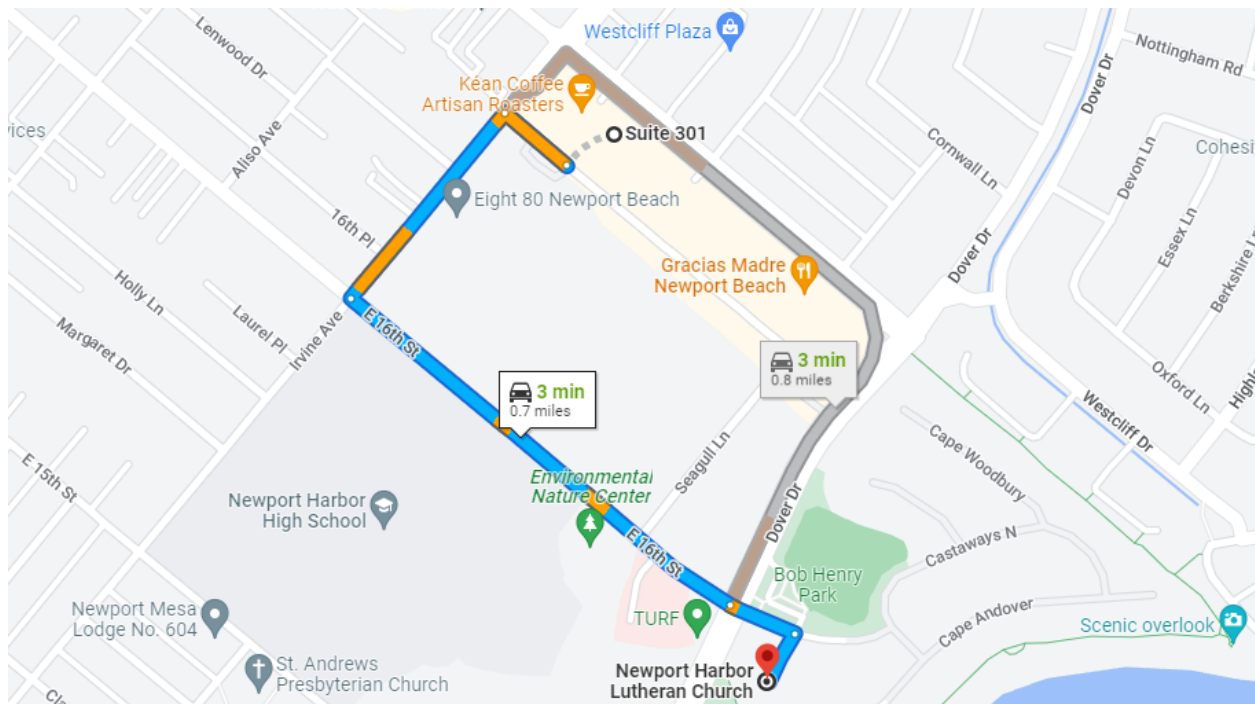 Lenwood Dr
Westcliff Plaza
Nottingham Rd
Dover Dr
Kéan Coffee
Artisan Roasters
Suite 301
vices
Aliso Ave
Cornwall Ln
Devon Ln
Cohesi
Eight 80 Newport Beach
Essex Ln
16th Pl
Dover Dr
Berkshire Ln
Gracias Madre
Newport Beach
Holly Ln
Laurel Pl
Irvine Ave
E 16th St
Margaret Dr
3 min
0.8 miles
3 min
0.7 miles
Oxford Ln
Highl
Westcliff Dr
Cape Woodbury
Seagull Ln
E 15th St
Environmental
Nature Center
Newport Harbor
High School
Dover Dr
E 16th St
Castaways N
Bob Henry
Park
Newport Mesa
Lodge No. 604
TURF
Cape Andover
Scenic overlook
St. Andrews
Presbyterian Church
Newport Harbor
Lutheran Church
Cla